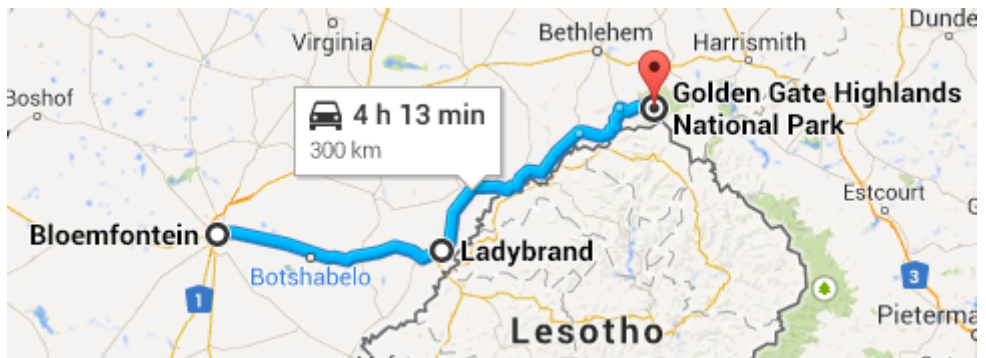 Virginia
Bethlehem
Harrismith
Dunde
Boshof
4 h 13 min
300 km
Golden Gate Highlands
National Park
Estcourt
Bloemfontein
Ladybrand
Botshabelo
1
3
Lesotho
Pieterma